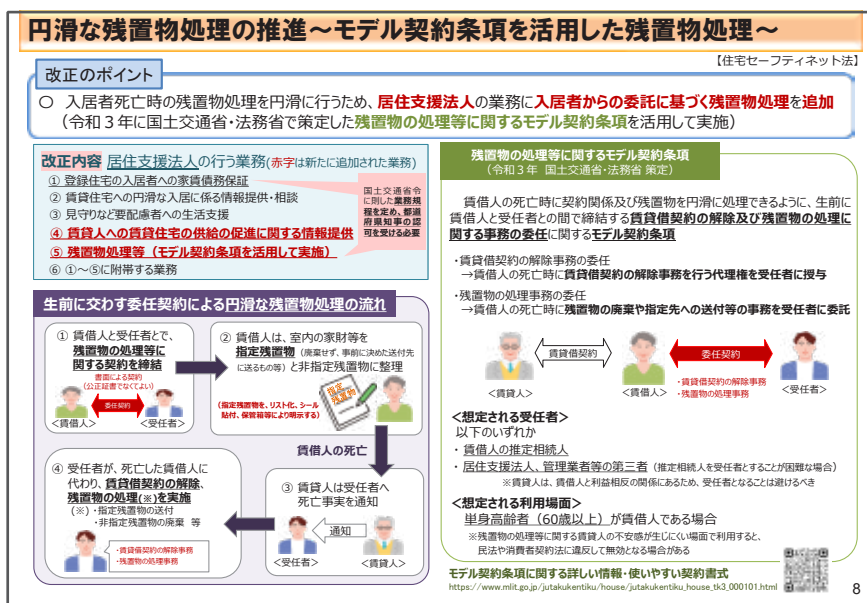 円滑な残置物処理の推進～モデル契約条項を活用した残置物処理～
【住宅セーフティネット法】
改正のポイント
○ 入居者死亡時の残置物処理を円滑に行うため、居住支援法人の業務に入居者からの委託に基づく残置物処理を追加
（令和３年に国土交通省・法務省で策定した残置物の処理等に関するモデル契約条項を活用して実施）
改正内容 居住支援法人の行う業務(赤字は新たに追加された業務)
① 登録住宅の入居者への家賃債務保証
② 賃貸住宅への円滑な入居に係る情報提供・相談
③ 見守りなど要配慮者への生活支援
④ 賃貸人への賃貸住宅の供給の促進に関する情報提供
⑤ 残置物処理等（モデル契約条項を活用して実施）
⑥ ①～⑤に附帯する業務
国土交通省令
に則した業務規
程を定め、都道
府県知事の認
可を受ける必要
生前に交わす委任契約による円滑な残置物処理の流れ
① 賃借人と受任者とで、
残置物の処理等に
関する契約を締結
書面による契約
(公正証書でなくてよい)
委任契約
<賃借人>
<受任者>
② 賃借人は、室内の家財等を
指定残置物（廃棄せず、事前に決めた送付先
に送るもの等）と非指定残置物に整理
指定残置物
(指定残置物を、リスト化、シール
貼付、保管箱等により明示する)
賃借人の死亡
③ 賃貸人は受任者へ
死亡事実を通知
通知
<受任者>
<賃貸人>
④ 受任者が、死亡した賃借人に
代わり、賃貸借契約の解除、
残置物の処理(※)を実施
(※)・指定残置物の送付
・非指定残置物の廃棄 等
・賃貸借契約の解除事務
・残置物の処理事務
残置物の処理等に関するモデル契約条項
（令和３年 国土交通省・法務省 策定）
賃借人の死亡時に契約関係及び残置物を円滑に処理できるように、生前に
賃借人と受任者との間で締結する賃貸借契約の解除及び残置物の処理に
関する事務の委任に関するモデル契約条項
・賃貸借契約の解除事務の委任
→賃借人の死亡時に賃貸借契約の解除事務を行う代理権を受任者に授与
・残置物の処理事務の委任
→賃借人の死亡時に残置物の廃棄や指定先への送付等の事務を受任者に委託
賃貸借契約
委任契約
・賃貸借契約の解除事務
・残置物の処理事務
<賃貸人>
<賃借人>
<受任者>
<想定される受任者>
以下のいずれか
・賃借人の推定相続人
・居住支援法人、管理業者等の第三者（推定相続人を受任者とすることが困難な場合）
※賃貸人は、賃借人と利益相反の関係にあるため、受任者となることは避けるべき
<想定される利用場面>
単身高齢者（60歳以上）が賃借人である場合
※残置物の処理等に関する賃貸人の不安感が生じにくい場面で利用すると、
民法や消費者契約法に違反して無効となる場合がある
モデル契約条項に関する詳しい情報・使いやすい契約書式
https://www.mlit.go.jp/jutakukentiku/house/jutakukentiku_house_tk3_000101.html
8